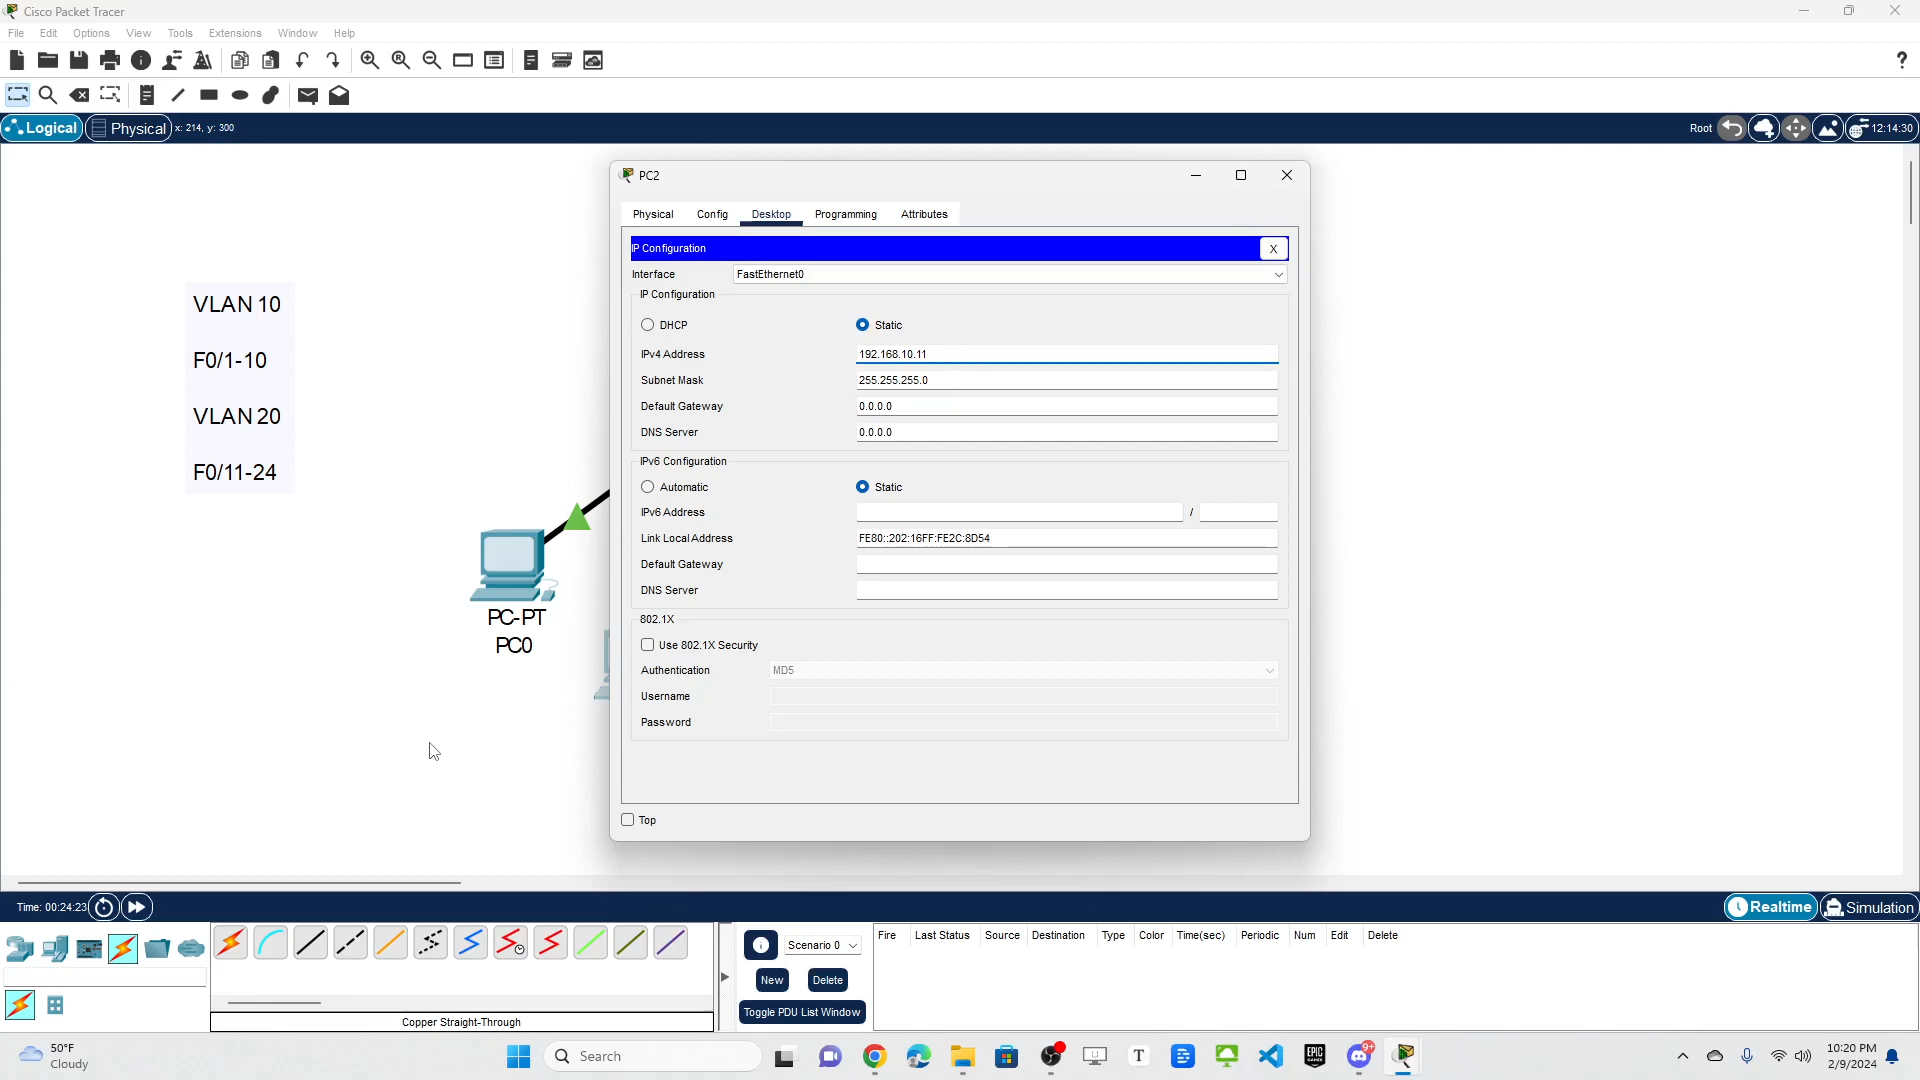 Cisco Packet Tracer
File Edit Options View Tools Extensions Window Help
?
Logical Physical x: 214, y: 300 Root 12:14:30
VLAN 10
F0/1-10
VLAN 20
F0/11-24
PC-PT
PC0
PC2
Physical Config Desktop Programming Attributes
IP Configuration X
Interface FastEthernet0
IP Configuration
DHCP Static
IPv4 Address 192.168.10.11
Subnet Mask 255.255.255.0
Default Gateway 0.0.0.0
DNS Server 0.0.0.0
IPv6 Configuration
Automatic Static
IPv6 Address /
Link Local Address FE80::202:16FF:FE2C:8D54
Default Gateway
DNS Server
802.1X
Use 802.1X Security
Authentication MD5
Username
Password
Top
Time: 00:24:23 Realtime Simulation
Scenario 0
New Delete
Toggle PDU List Window
Fire Last Status Source Destination Type Color Time(sec) Periodic Num Edit Delete
Copper Straight-Through
50°F
Cloudy
Search
T
EPIC
GAMES
9+
10:20 PM
2/9/2024